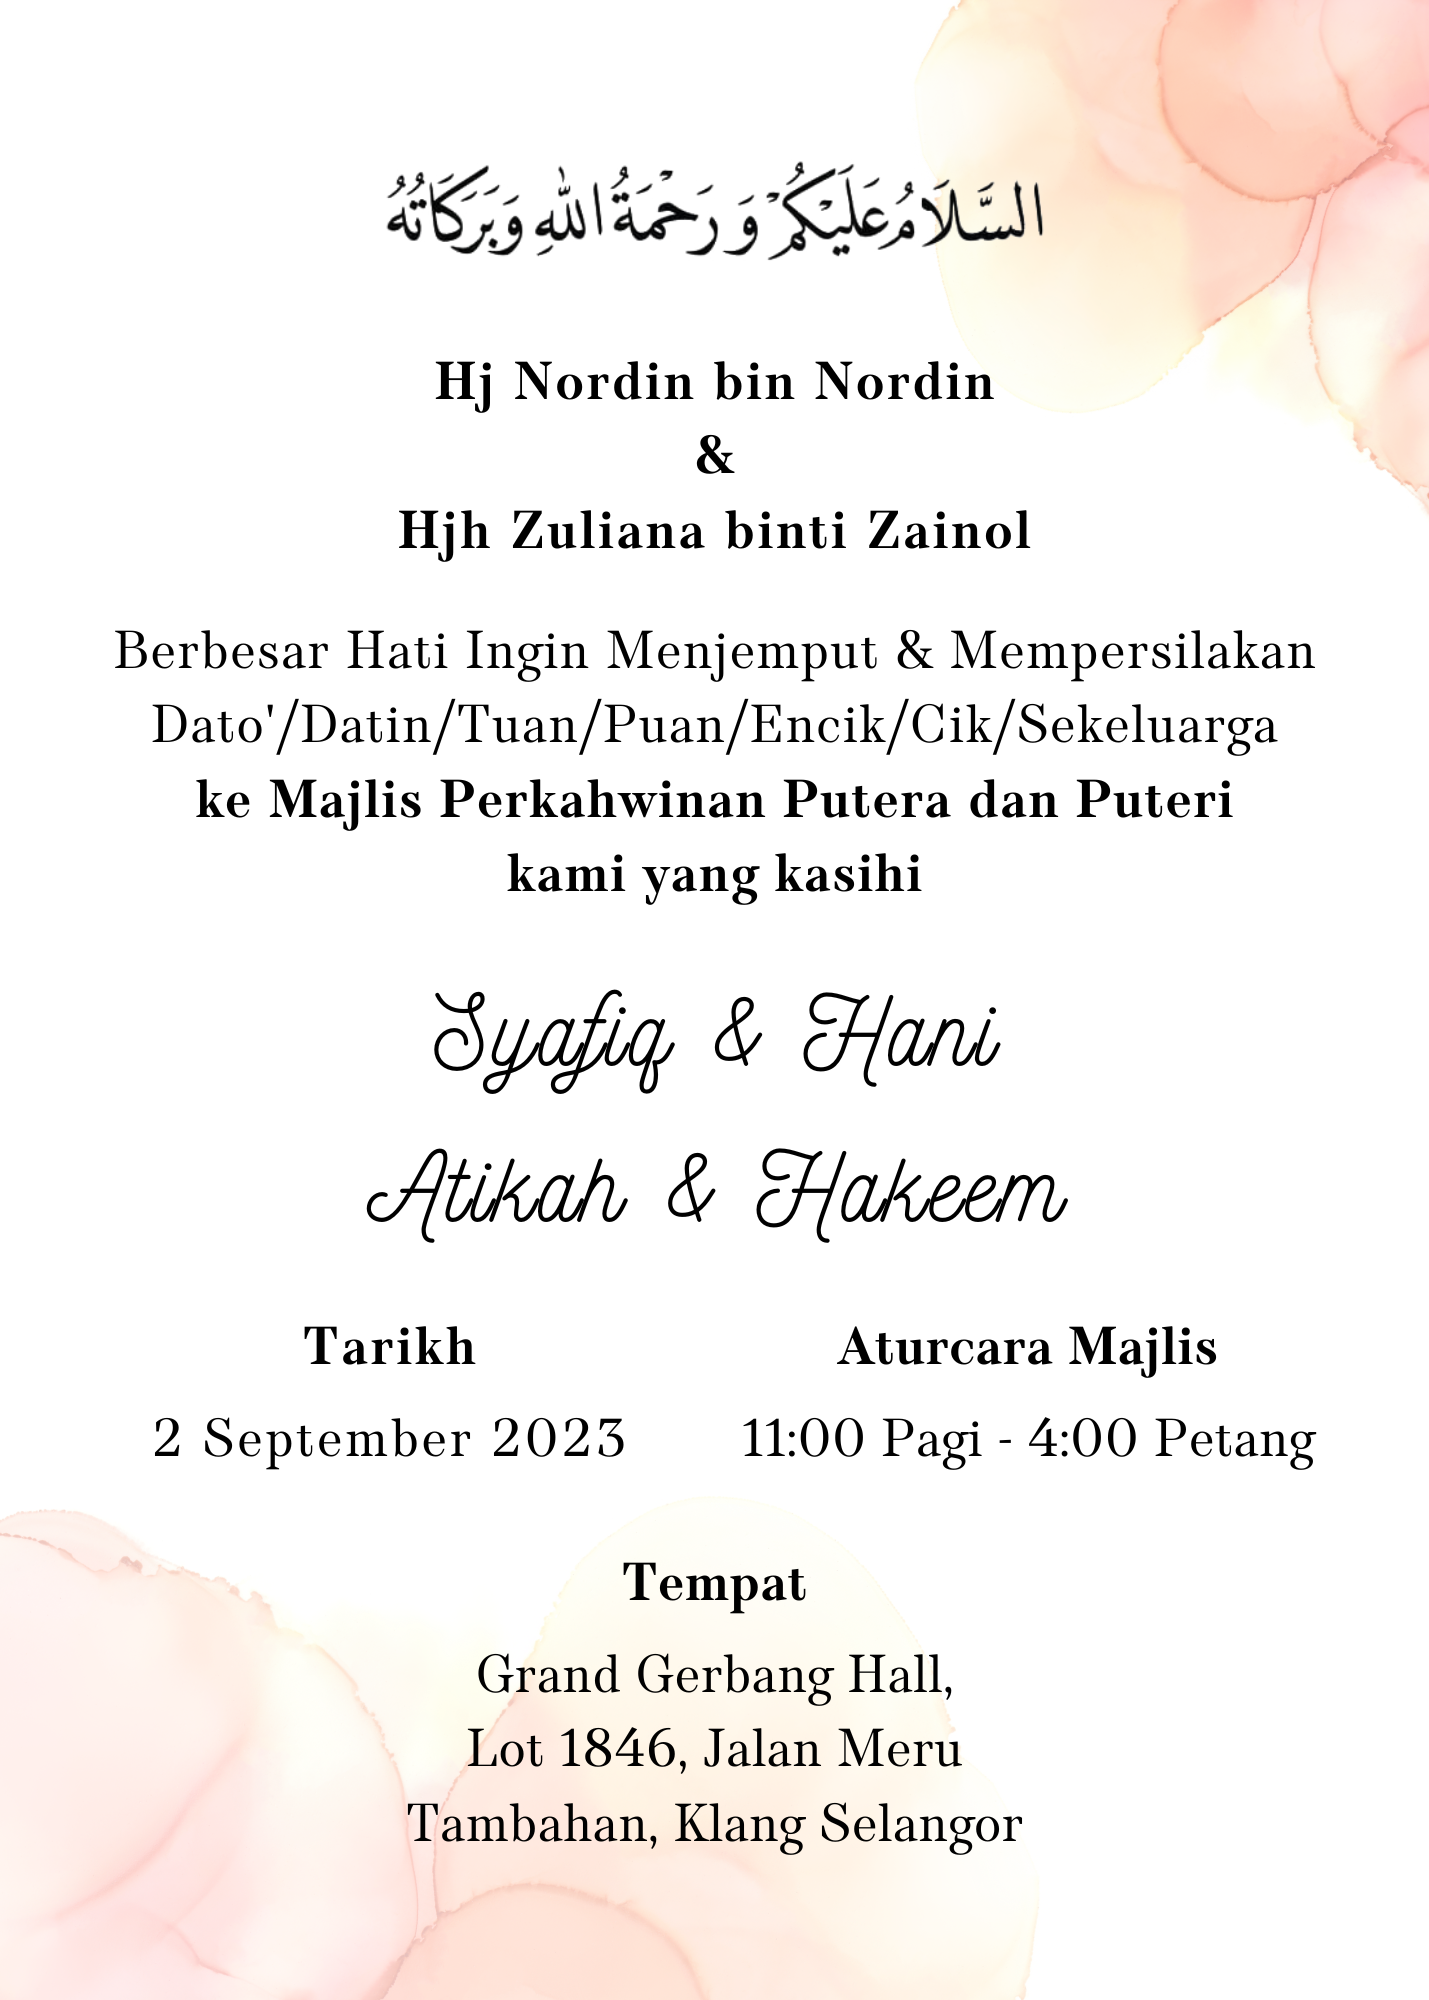 السَّلَامُ عَلَيْكُمْ وَ رَحْمَةُ اللهِ وَبَرَكَاتُهُ
Hj Nordin bin Nordin
&
Hjh Zuliana binti Zainol
Berbesar Hati Ingin Menjemput & Mempersilakan
Dato'/Datin/Tuan/Puan/Encik/Cik/Sekeluarga
ke Majlis Perkahwinan Putera dan Puteri
kami yang kasihi
Syafiq & Hani
Atikah & Hakeem
Tarikh
2 September 2023
Aturcara Majlis
11:00 Pagi - 4:00 Petang
Tempat
Grand Gerbang Hall,
Lot 1846, Jalan Meru
Tambahan, Klang Selangor